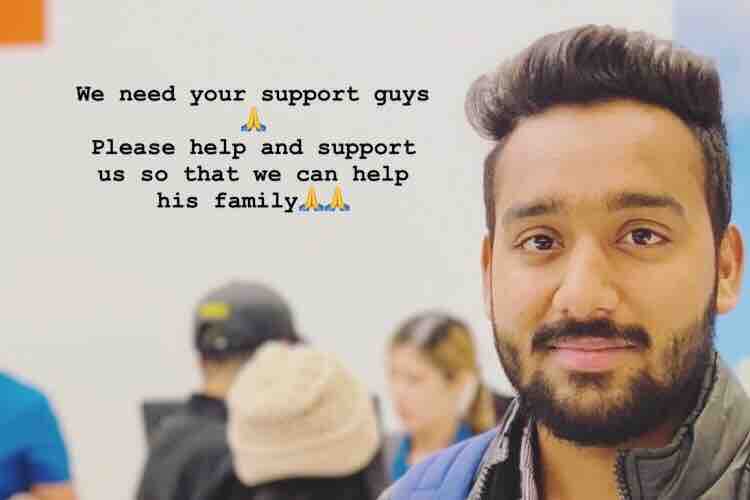 We need your support guys
🙏
Please help and support
us so that we can help
his family🙏🙏